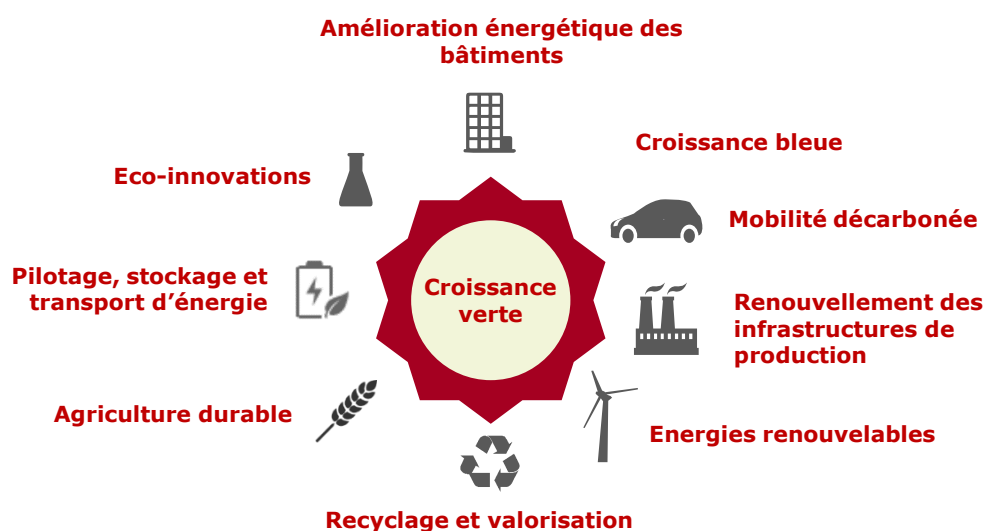 Amélioration énergétique des
bâtiments
Croissance bleue
Eco-innovations
Mobilité décarbonée
Pilotage, stockage et
transport d’énergie
Croissance
verte
Renouvellement des
infrastructures de
production
Agriculture durable
Energies renouvelables
Recyclage et valorisation